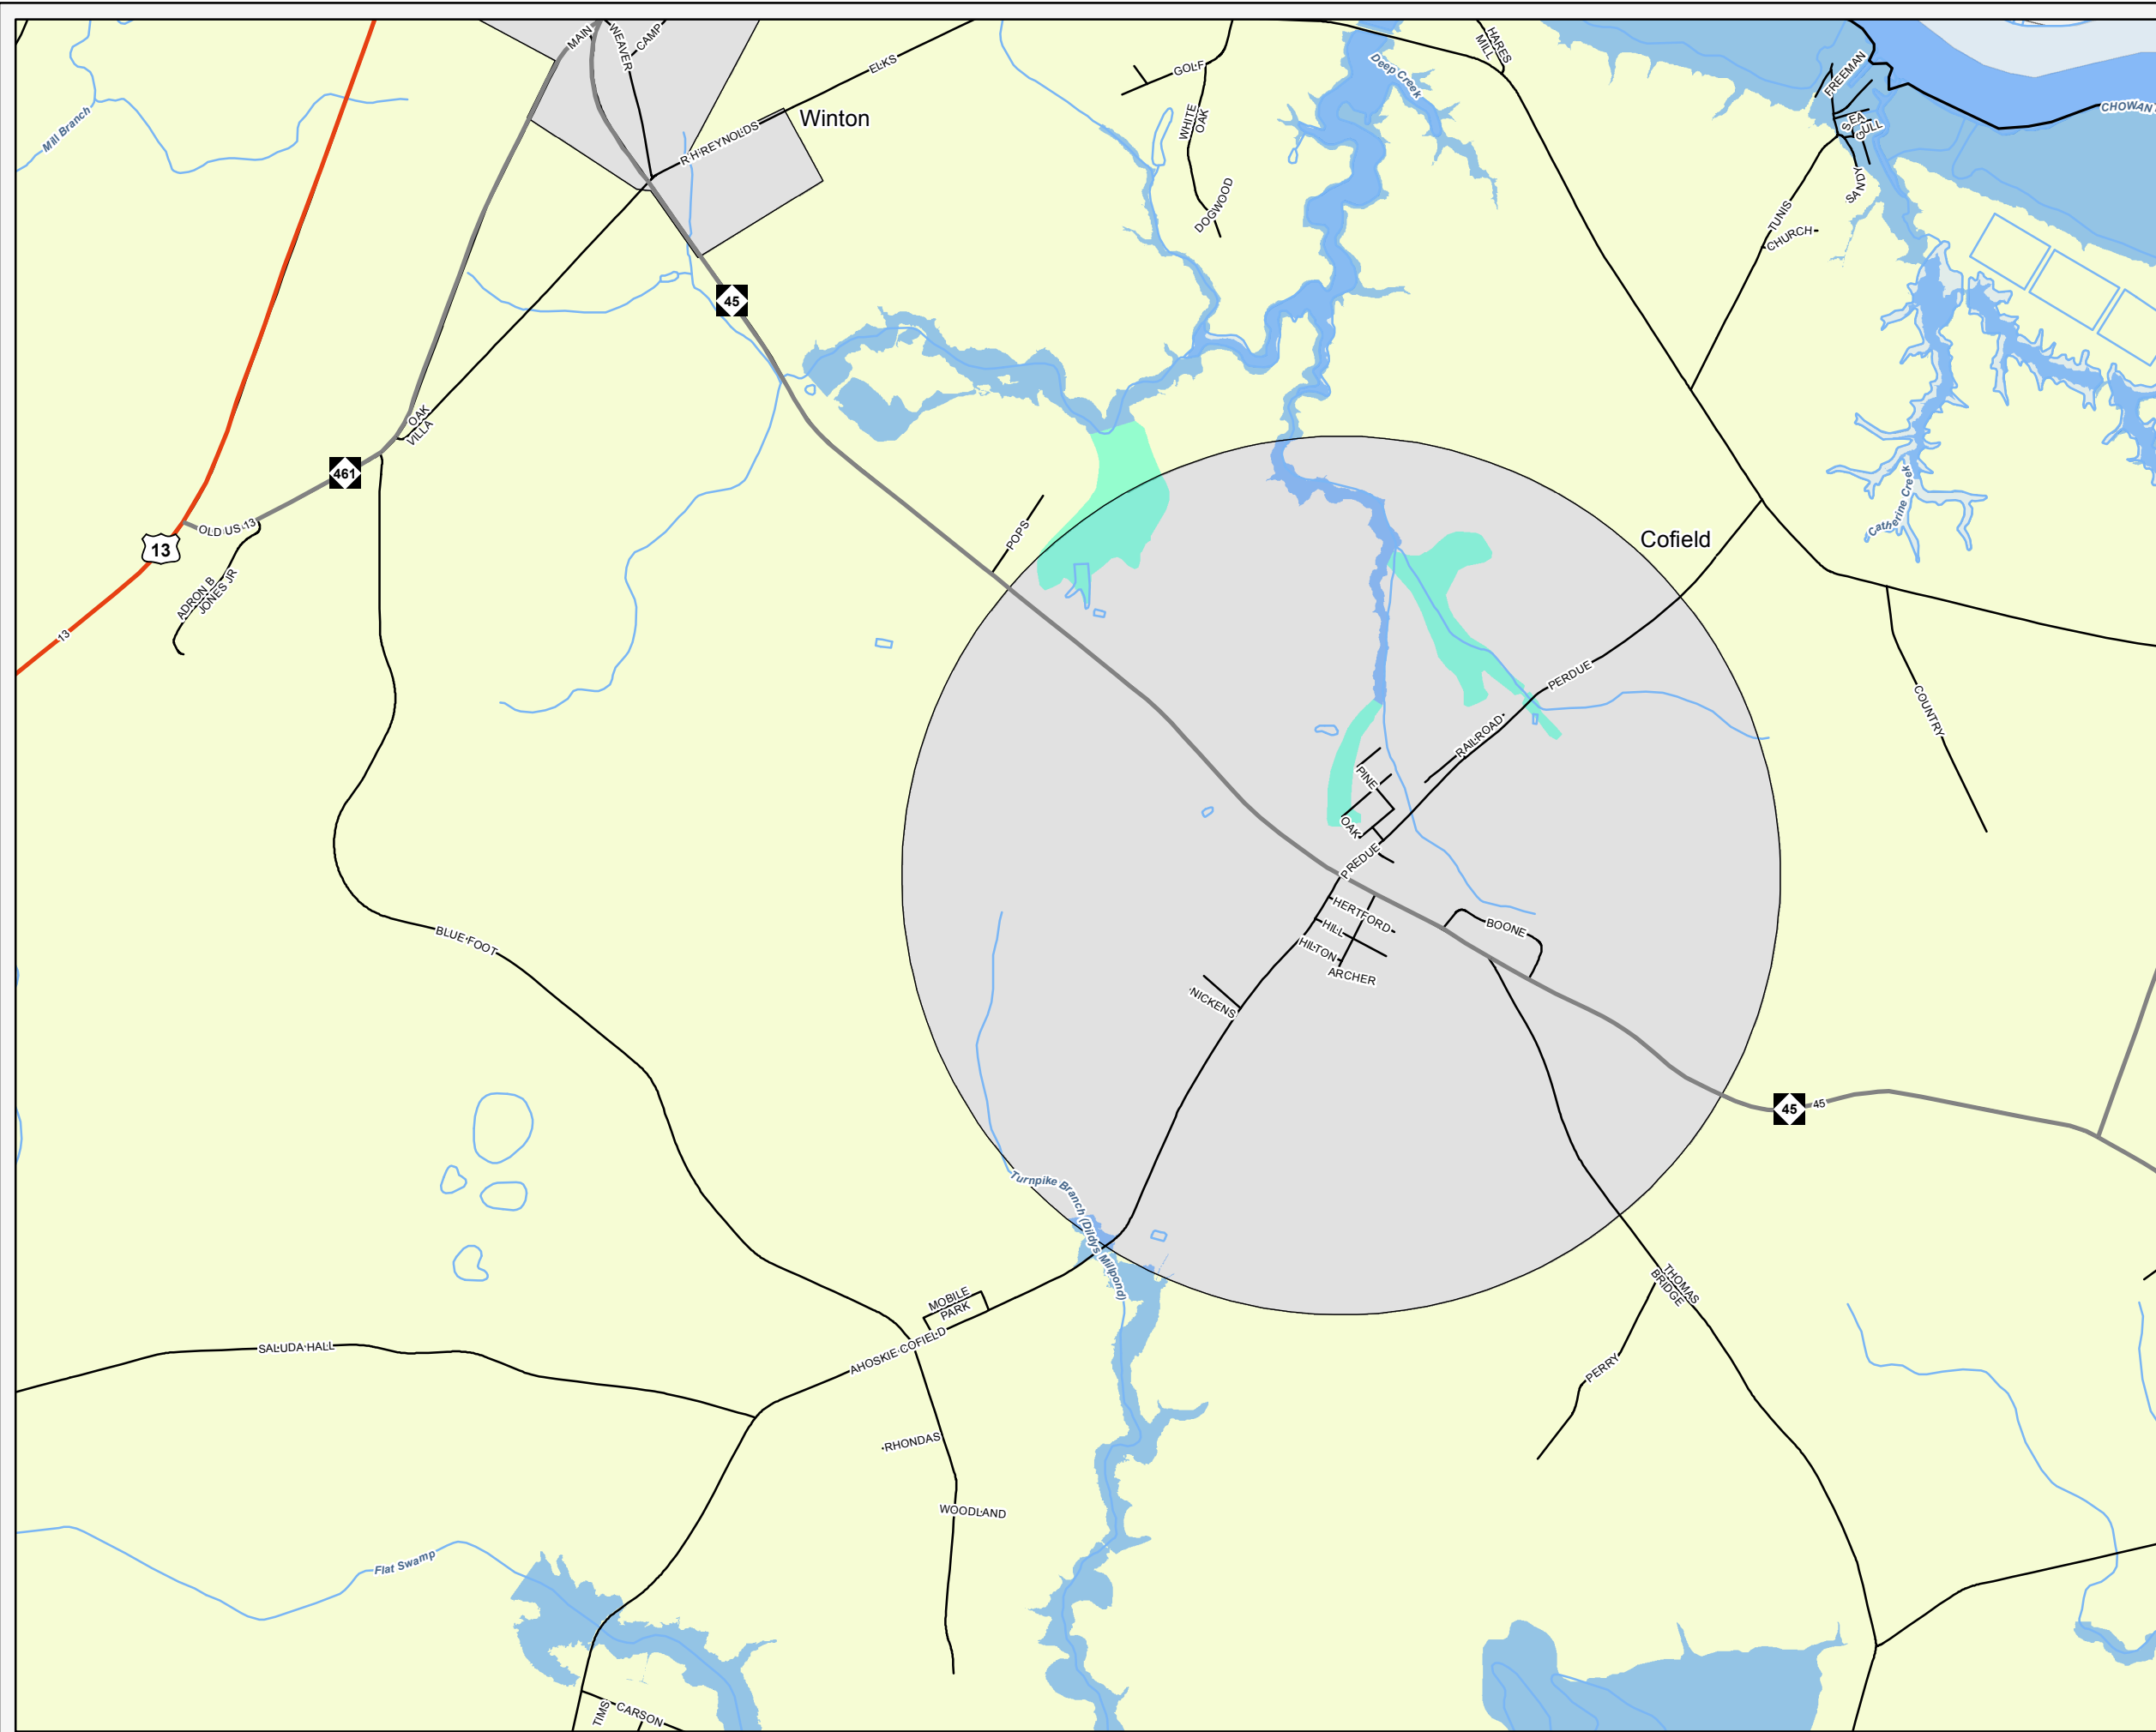 MAIN
WEAVER
CAMP
ELKS
GOLF
Deep Creek
HARES
MILL
FREEMAN
CHOWAN
Mill Branch
Winton
R H REYNOLDS
WHITE
OAK
SEA
GULL
SANDY
DOGWOOD
TUNIS
CHURCH
45
OAK
VILLA
461
OLD US 13
13
POPS
Cofield
Catherine Creek
ADRON B
JONES JR
13
PERDUE
COUNTRY
RAILROAD
PINE
OAK
PREDUE
HERTFORD
HILL
HILTON
ARCHER
BOONE
BLUE FOOT
NICKENS
45
45
Turnpike Branch (Dildys Millpond)
THOMAS
BRIDGE
MOBILE
PARK
AHOSKIE COFIELD
SALUDA HALL
PERRY
RHONDAS
WOODLAND
Flat Swamp
TIMS
CARSON